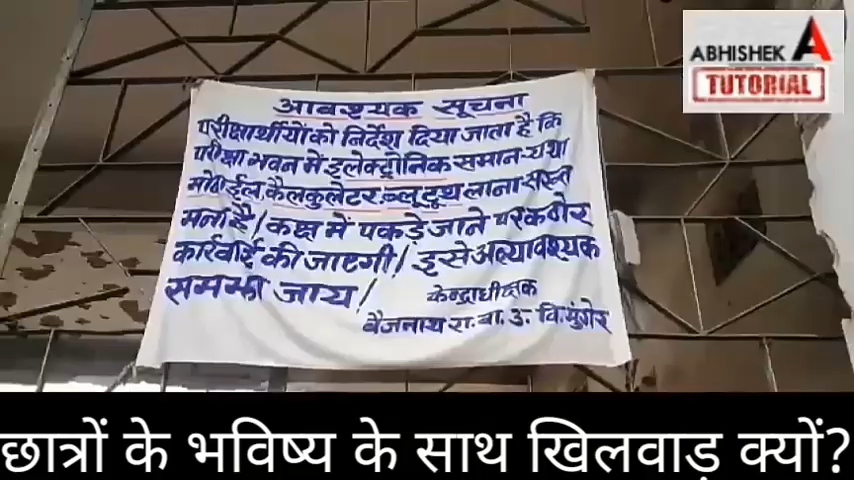 ABHISHEK A
TUTORIAL
आवश्यक सूचना
परीक्षार्थीयों को निर्देश दिया जाता है कि
परीक्षा भवन में इलेक्ट्रौनिक समान-यथा
मोबाईल, कैलकुलेटर, ब्लूटुथ लाना सख्त
मना है/ कक्ष में पकड़े जाने पर कठोर
कार्रवाई की जाएगी/ इसे अत्यावश्यक
समझा जाय/
केन्द्राधीक्षक
वैजनाथ रा. बा. उ. वि. मुंगेर
छात्रों के भविष्य के साथ खिलवाड़ क्यों?